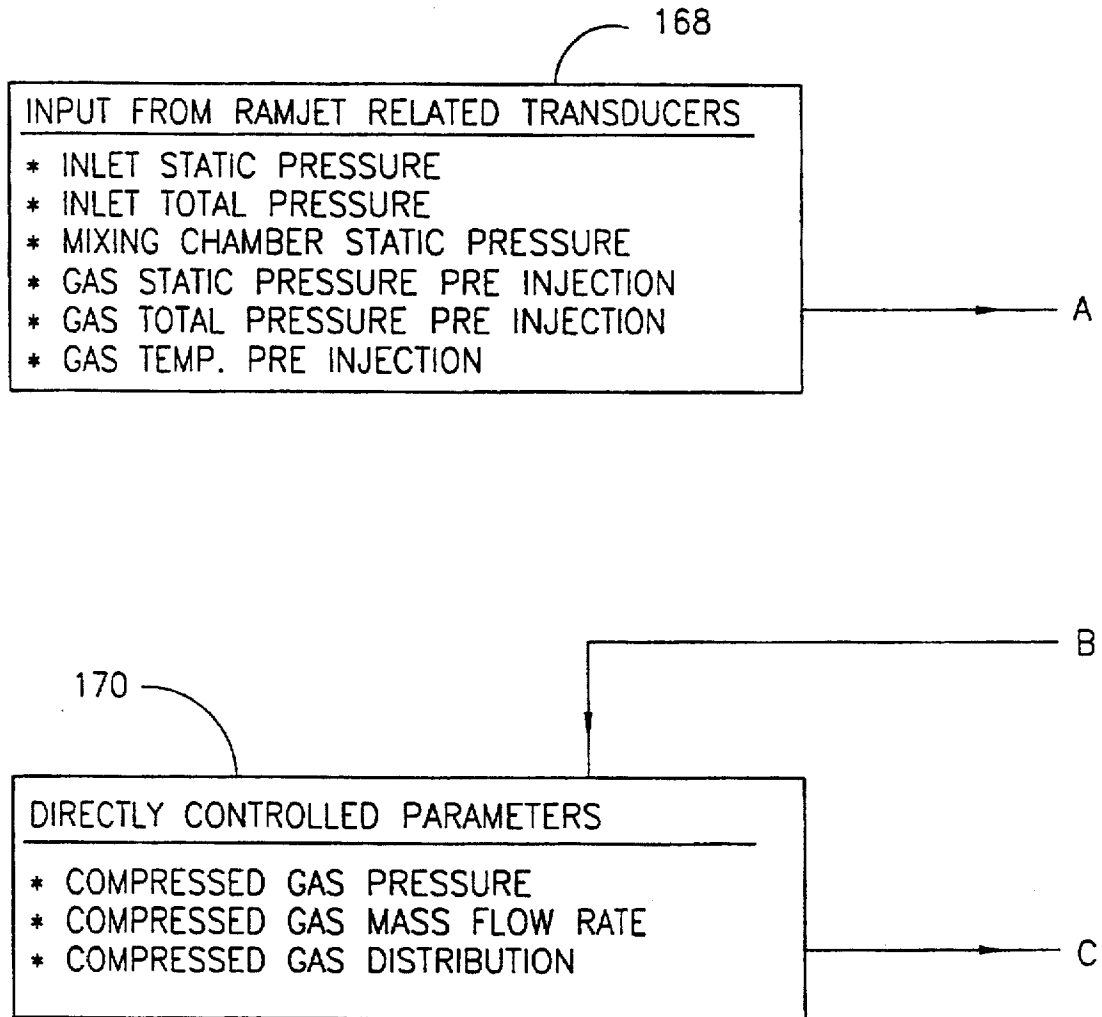 168
INPUT FROM RAMJET RELATED TRANSDUCERS
* INLET STATIC PRESSURE
* INLET TOTAL PRESSURE
* MIXING CHAMBER STATIC PRESSURE
* GAS STATIC PRESSURE PRE INJECTION
* GAS TOTAL PRESSURE PRE INJECTION
* GAS TEMP. PRE INJECTION
A
B
170
DIRECTLY CONTROLLED PARAMETERS
* COMPRESSED GAS PRESSURE
* COMPRESSED GAS MASS FLOW RATE
* COMPRESSED GAS DISTRIBUTION
C